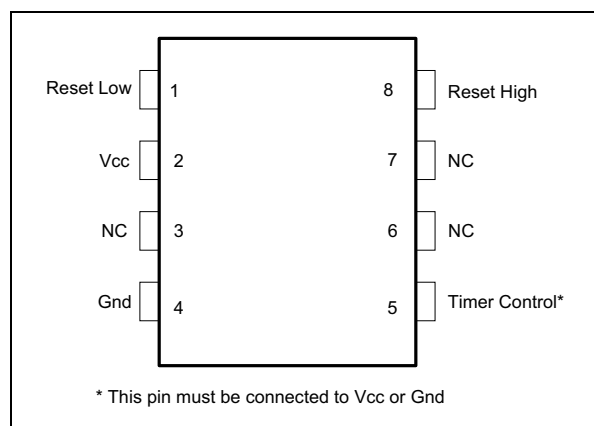 Reset Low 1 8 Reset High
Vcc 2 7 NC
NC 3 6 NC
Gnd 4 5 Timer Control*
* This pin must be connected to Vcc or Gnd